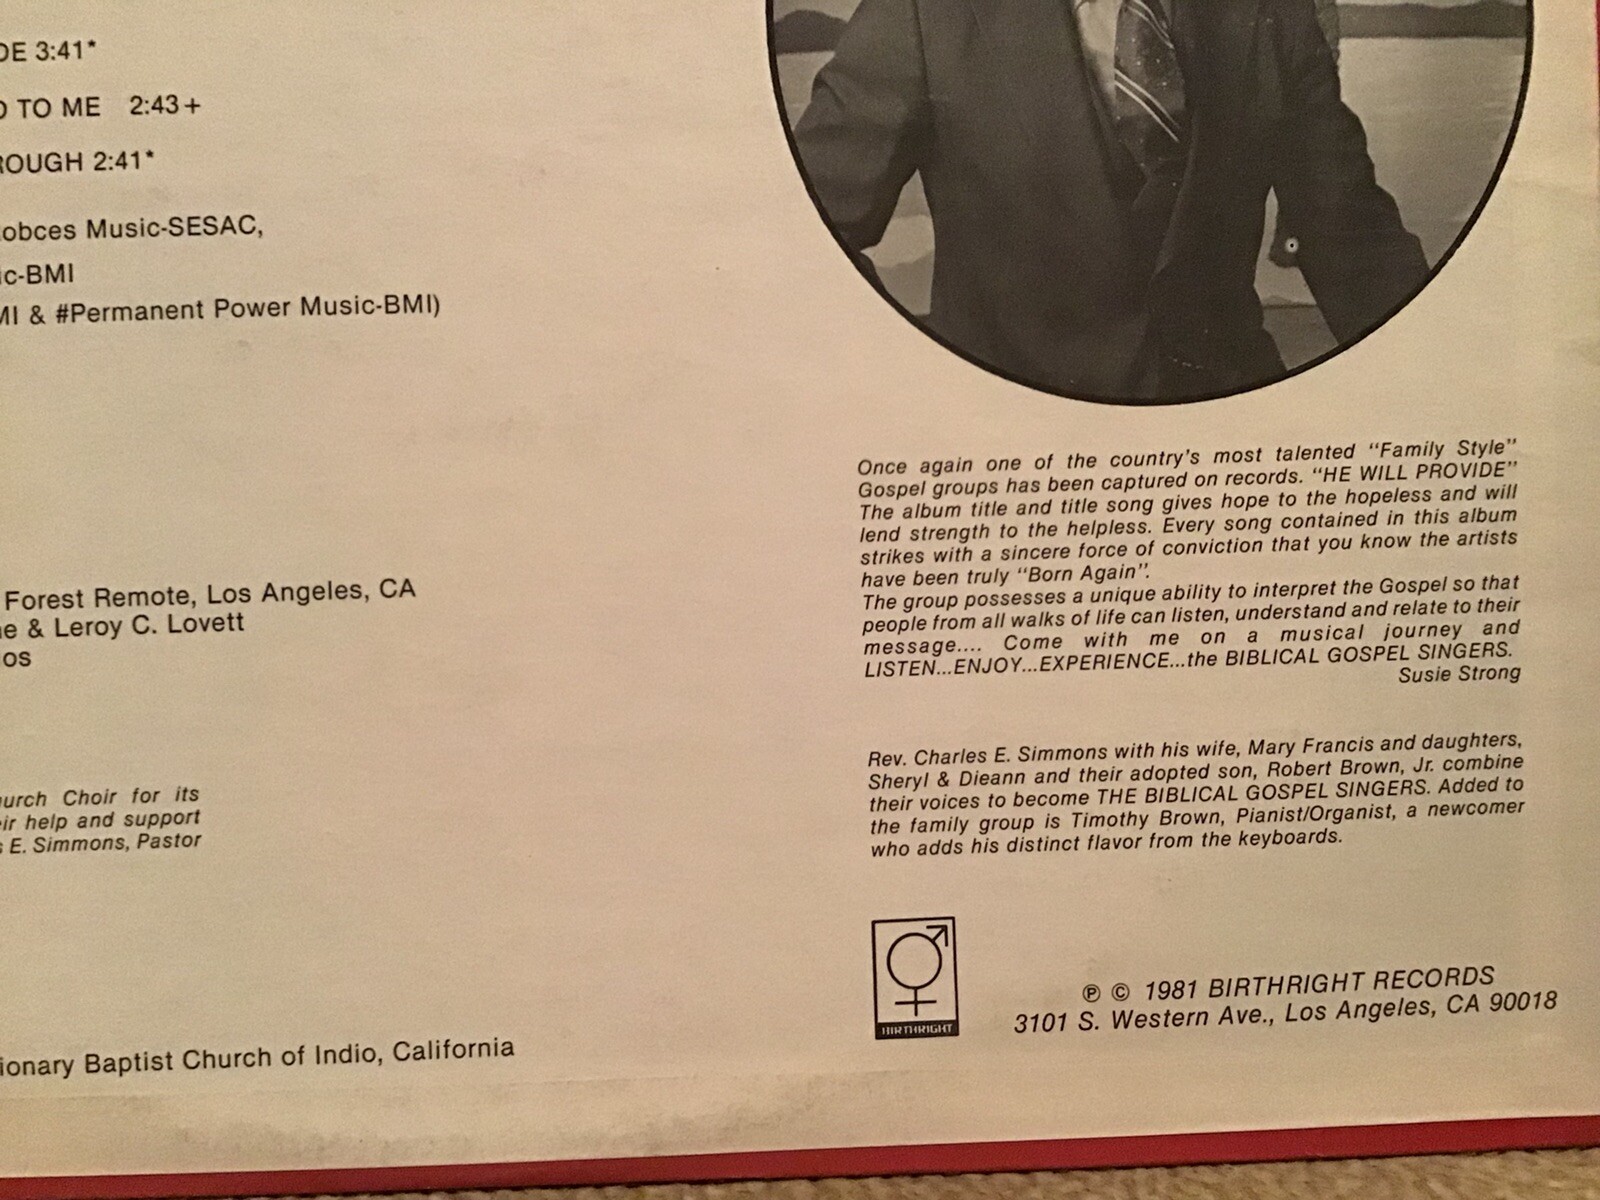 DE 3:41*
TO ME 2:43+
ROUGH 2:41*
obces Music-SESAC,
ic-BMI
MI & #Permanent Power Music-BMI)
Forest Remote, Los Angeles, CA
e & Leroy C. Lovett
os
urch Choir for its
eir help and support
s E. Simmons, Pastor
ionary Baptist Church of Indio, California
Once again one of the country's most talented "Family Style"
Gospel groups has been captured on records. "HE WILL PROVIDE"
The album title and title song gives hope to the hopeless and will
lend strength to the helpless. Every song contained in this album
strikes with a sincere force of conviction that you know the artists
have been truly "Born Again".
The group possesses a unique ability to interpret the Gospel so that
people from all walks of life can listen, understand and relate to their
message.... Come with me on a musical journey and
LISTEN...ENJOY...EXPERIENCE...the BIBLICAL GOSPEL SINGERS.
Susie Strong
Rev. Charles E. Simmons with his wife, Mary Francis and daughters,
Sheryl & Dieann and their adopted son, Robert Brown, Jr. combine
their voices to become THE BIBLICAL GOSPEL SINGERS. Added to
the family group is Timothy Brown, Pianist/Organist, a newcomer
who adds his distinct flavor from the keyboards.
BIRTHRIGHT
℗ © 1981 BIRTHRIGHT RECORDS
3101 S. Western Ave., Los Angeles, CA 90018